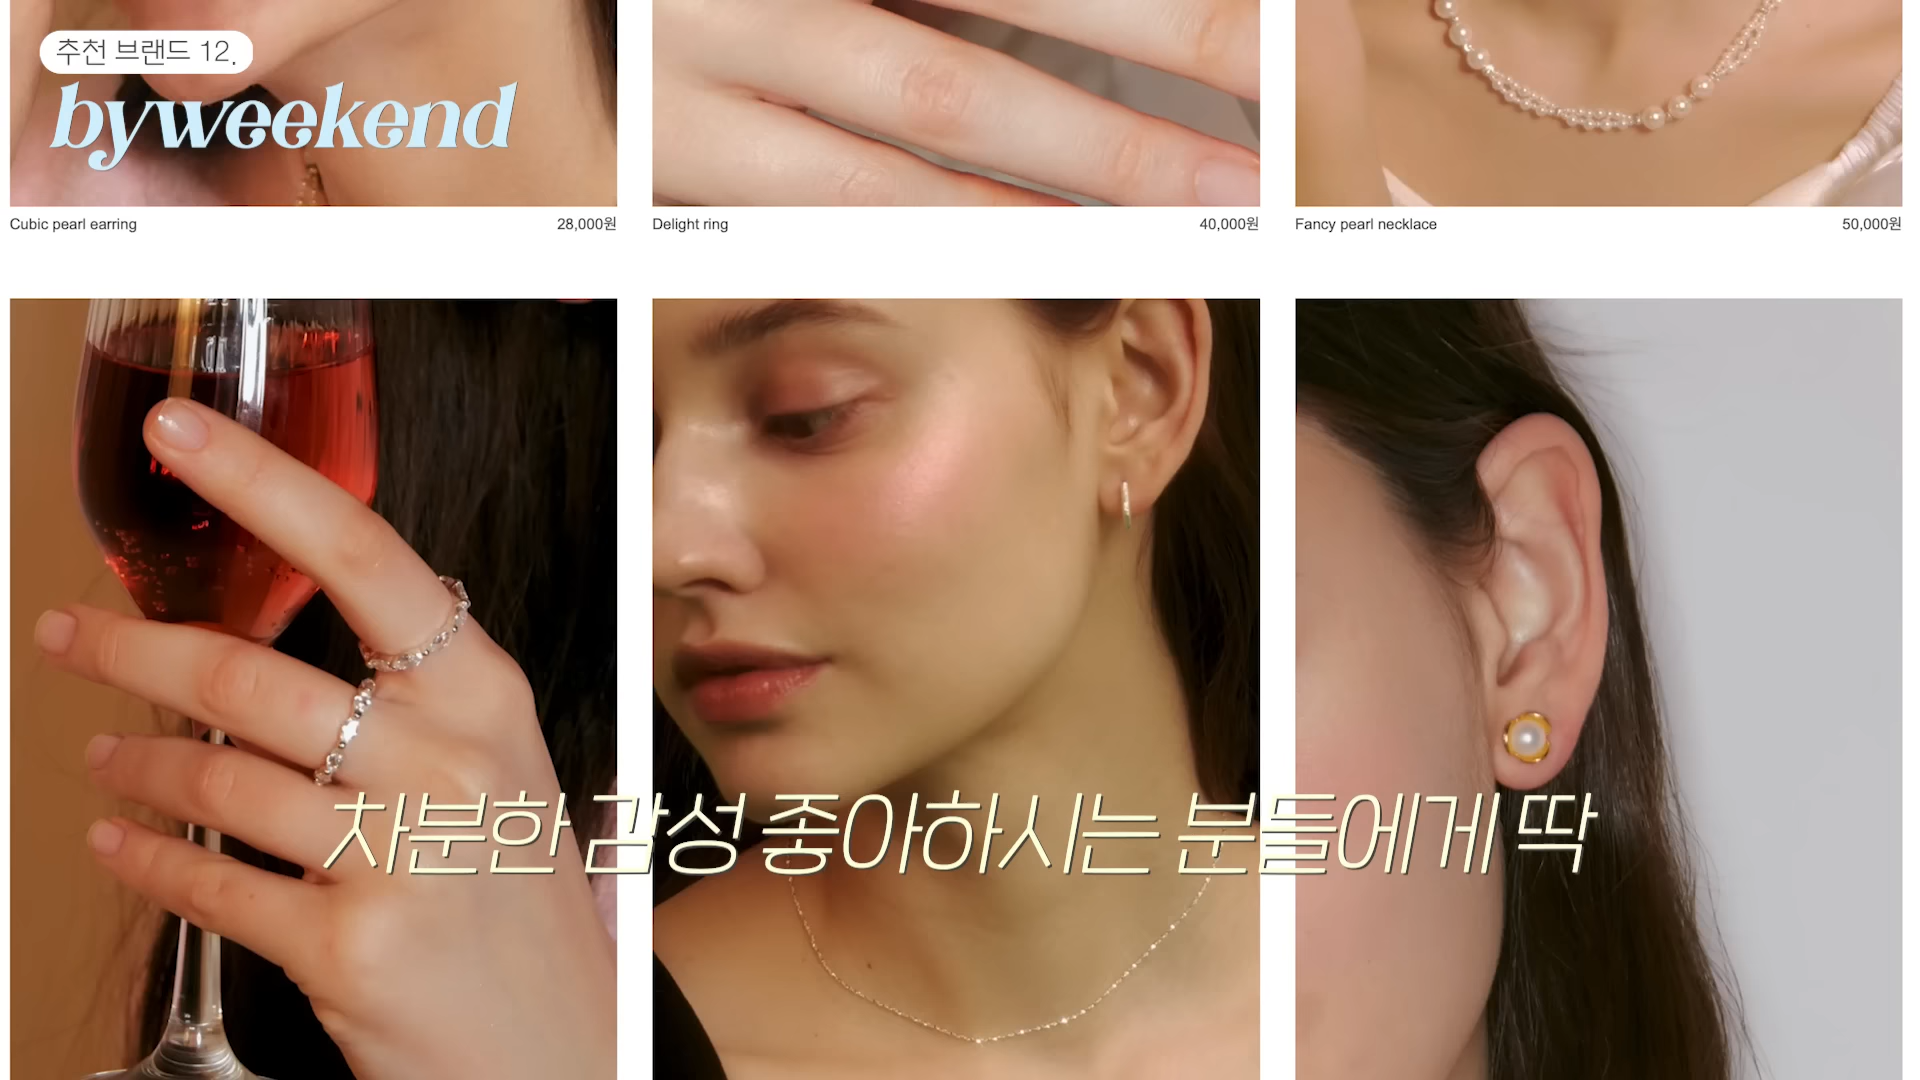 추천 브랜드 12.
byweekend
Cubic pearl earring 28,000원
Delight ring 40,000원
Fancy pearl necklace 50,000원
차분한 감성 좋아하시는 분들에게 딱